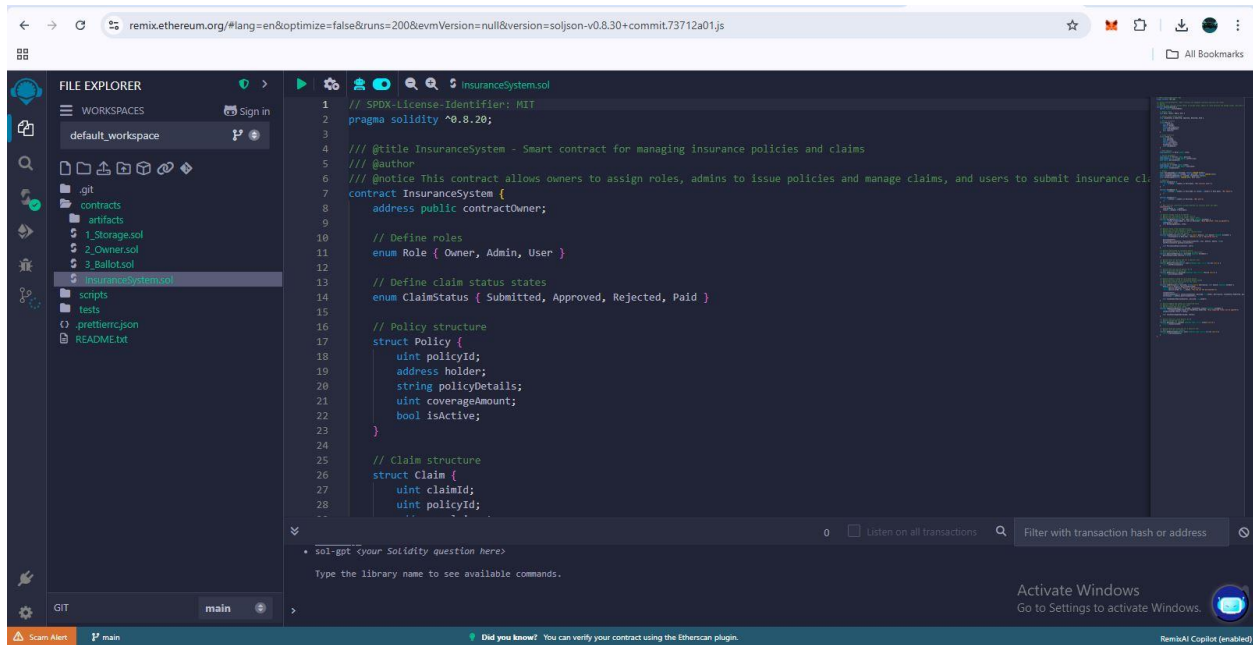 remix.ethereum.org/#lang=en&optimize=false&runs=200&evmVersion=null&version=soljson-v0.8.30+commit.73712a01.js
All Bookmarks
FILE EXPLORER
WORKSPACES
Sign in
default_workspace
.git
contracts
artifacts
1_Storage.sol
2_Owner.sol
3_Ballot.sol
InsuranceSystem.sol
scripts
tests
.prettierrc.json
README.txt
GIT
main
InsuranceSystem.sol
1 // SPDX-License-Identifier: MIT
2 pragma solidity ^0.8.20;
3
4 /// @title InsuranceSystem - Smart contract for managing insurance policies and claims
5 /// @author
6 /// @notice This contract allows owners to assign roles, admins to issue policies and manage claims, and users to submit insurance cl
7 contract InsuranceSystem {
8 address public contractOwner;
9
10 // Define roles
11 enum Role { Owner, Admin, User }
12
13 // Define claim status states
14 enum ClaimStatus { Submitted, Approved, Rejected, Paid }
15
16 // Policy structure
17 struct Policy {
18 uint policyId;
19 address holder;
20 string policyDetails;
21 uint coverageAmount;
22 bool isActive;
23 }
24
25 // Claim structure
26 struct Claim {
27 uint claimId;
28 uint policyId;
0
Listen on all transactions
Filter with transaction hash or address
• sol-gpt <your Solidity question here>
Type the library name to see available commands.
>
Activate Windows
Go to Settings to activate Windows.
Scam Alert
main
Did you know? You can verify your contract using the Etherscan plugin.
RemixAI Copilot (enabled)